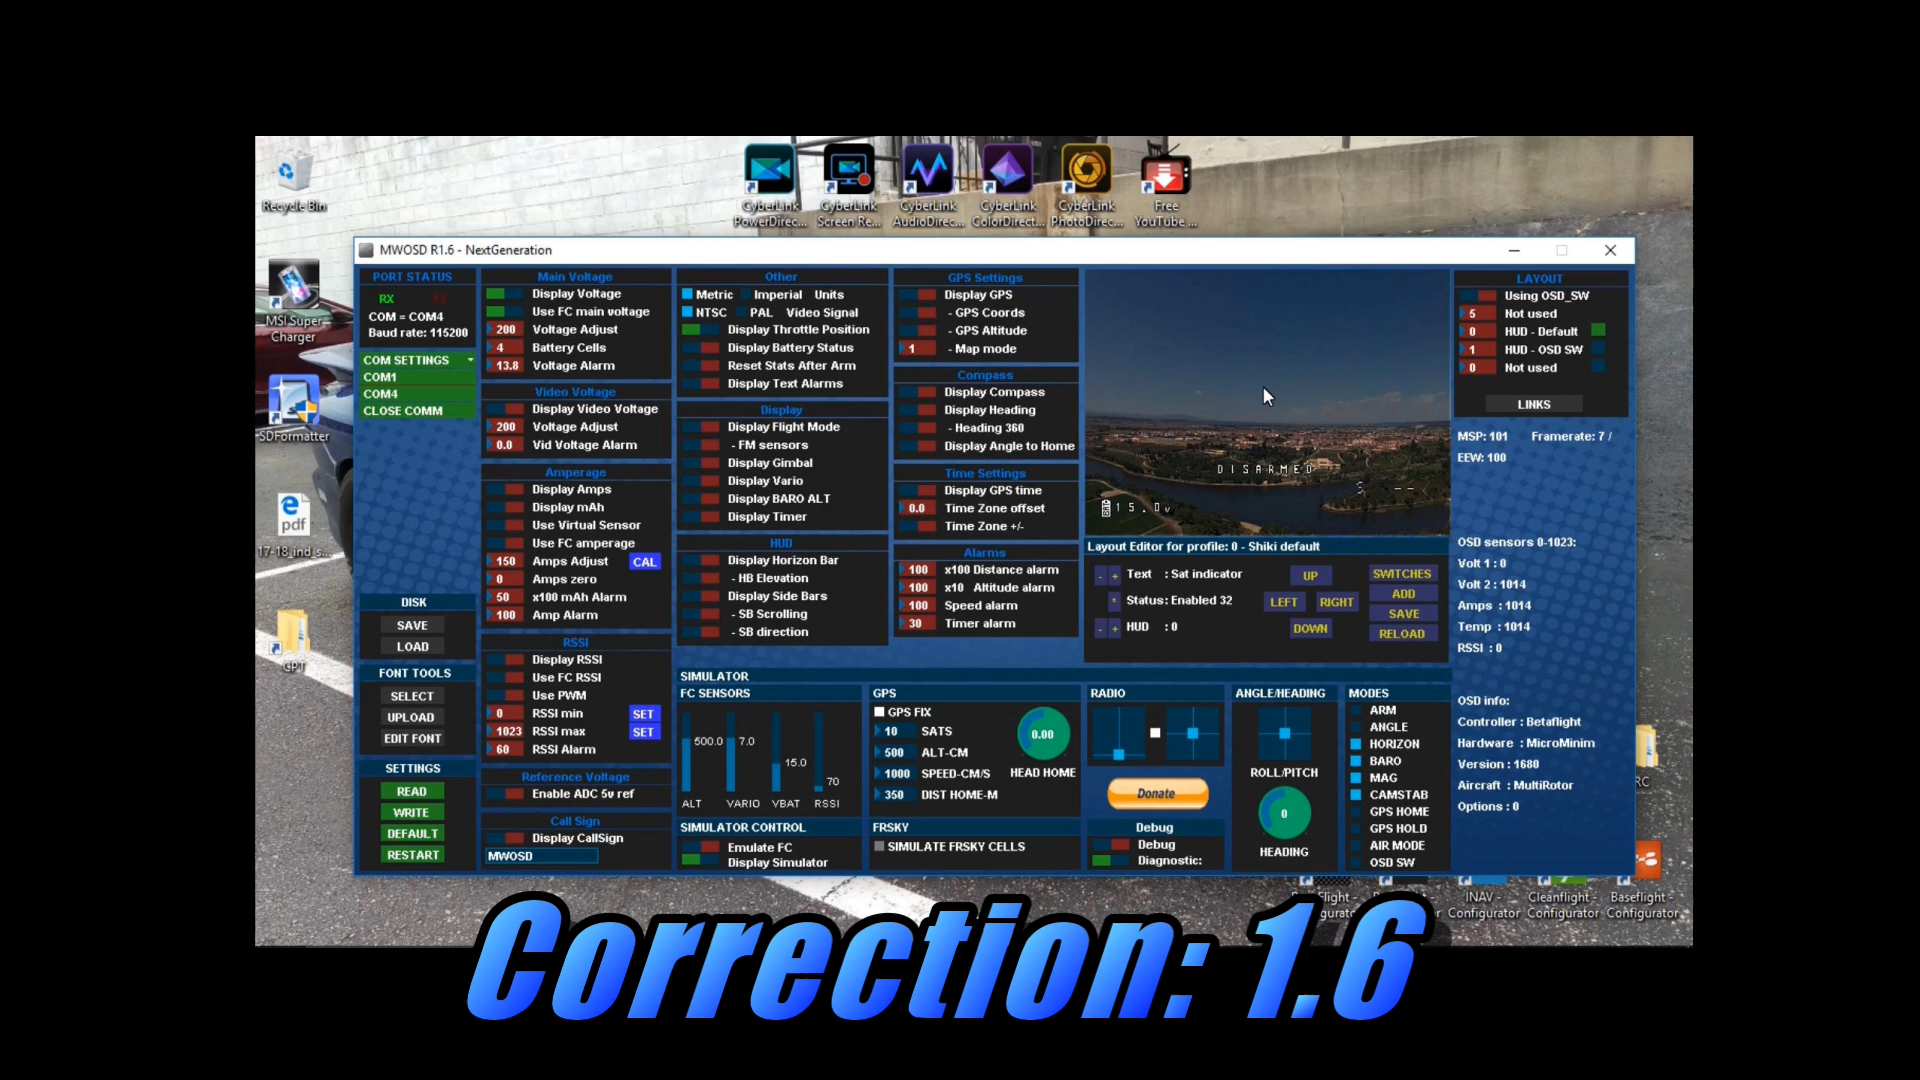 Recycle Bin
CyberLink PowerDirec...
CyberLink Screen Re...
CyberLink AudioDirec...
CyberLink ColorDirect...
CyberLink PhotoDirec...
Free YouTube ...
MSI Super Charger
SDFormatter
pdf
17-18_ind_s...
GPT
MWOSD R1.6 - NextGeneration
PORT STATUS
RX
COM = COM4
Baud rate: 115200
COM SETTINGS
COM1
COM4
CLOSE COMM
DISK
SAVE
LOAD
FONT TOOLS
SELECT
UPLOAD
EDIT FONT
SETTINGS
READ
WRITE
DEFAULT
RESTART
Main Voltage
Display Voltage
Use FC main voltage
200 Voltage Adjust
4 Battery Cells
13.8 Voltage Alarm
Video Voltage
Display Video Voltage
200 Voltage Adjust
0.0 Vid Voltage Alarm
Amperage
Display Amps
Display mAh
Use Virtual Sensor
Use FC amperage
150 Amps Adjust CAL
0 Amps zero
50 x100 mAh Alarm
100 Amp Alarm
RSSI
Display RSSI
Use FC RSSI
Use PWM
0 RSSI min SET
1023 RSSI max SET
60 RSSI Alarm
Reference Voltage
Enable ADC 5v ref
Call Sign
Display CallSign
MWOSD
Other
Metric Imperial Units
NTSC PAL Video Signal
Display Throttle Position
Display Battery Status
Reset Stats After Arm
Display Text Alarms
Display
Display Flight Mode
- FM sensors
Display Gimbal
Display Vario
Display BARO ALT
Display Timer
HUD
Display Horizon Bar
- HB Elevation
Display Side Bars
- SB Scrolling
- SB direction
GPS Settings
Display GPS
- GPS Coords
- GPS Altitude
1 - Map mode
Compass
Display Compass
Display Heading
- Heading 360
Display Angle to Home
Time Settings
Display GPS time
0.0 Time Zone offset
Time Zone +/-
Alarms
100 x100 Distance alarm
100 x10 Altitude alarm
100 Speed alarm
30 Timer alarm
DISARMED
15.0v
Layout Editor for profile: 0 - Shiki default
- + Text : Sat indicator
* Status: Enabled 32
- + HUD : 0
UP
LEFT RIGHT
DOWN
SWITCHES
ADD
SAVE
RELOAD
LAYOUT
Using OSD_SW
5 Not used
0 HUD - Default
1 HUD - OSD SW
0 Not used
LINKS
MSP: 101 Framerate: 7 /
EEW: 100
OSD sensors 0-1023:
Volt 1 : 0
Volt 2 : 1014
Amps : 1014
Temp : 1014
RSSI : 0
OSD info:
Controller : Betaflight
Hardware : MicroMinim
Version : 1680
Aircraft : MultiRotor
Options : 0
SIMULATOR
FC SENSORS
500.0 7.0 15.0 70
ALT VARIO VBAT RSSI
SIMULATOR CONTROL
Emulate FC
Display Simulator
GPS
GPS FIX
10 SATS
500 ALT-CM
1000 SPEED-CM/S
350 DIST HOME-M
0.00
HEAD HOME
FRSKY
SIMULATE FRSKY CELLS
RADIO
Donate
Debug
Debug
Diagnostic:
ANGLE/HEADING
ROLL/PITCH
0
HEADING
MODES
ARM
ANGLE
HORIZON
BARO
MAG
CAMSTAB
GPS HOME
GPS HOLD
AIR MODE
OSD SW
INAV - Configurator
Cleanflight - Configurator
Baseflight - Configurator
Correction: 1.6